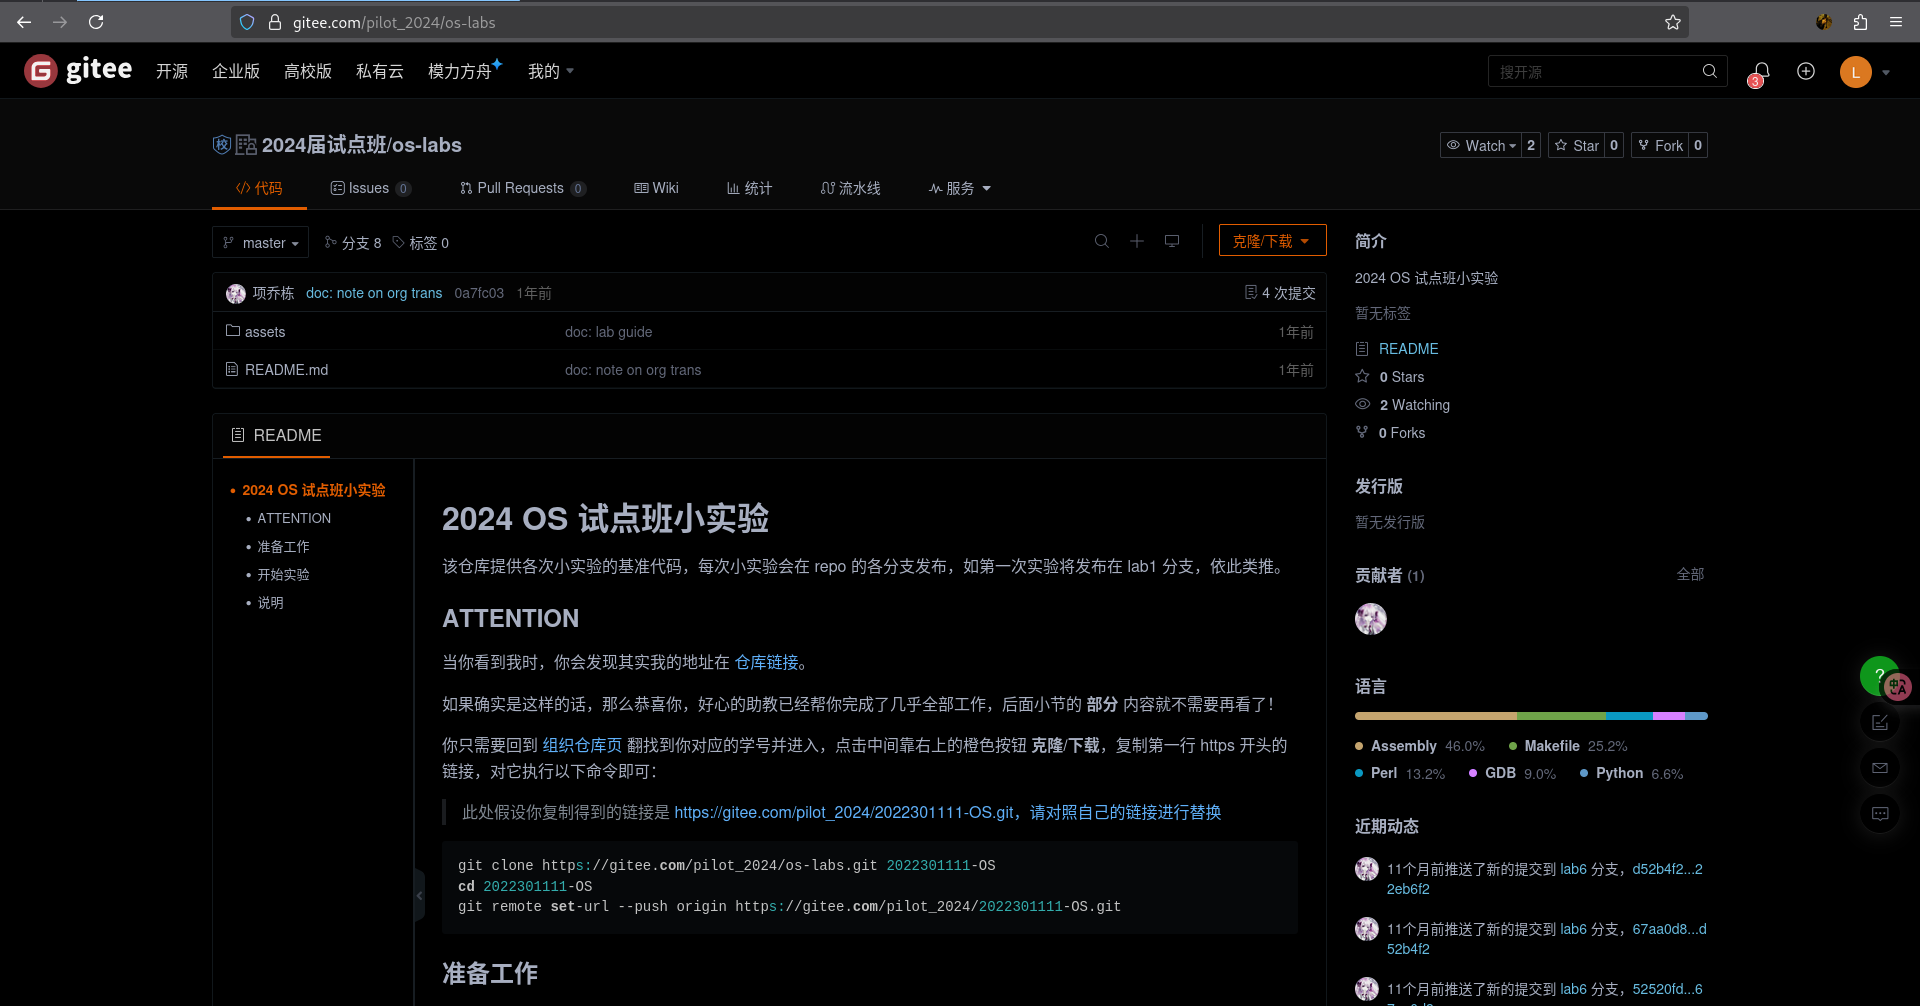 gitee.com/pilot_2024/os-labs
gitee 开源 企业版 高校版 私有云 模力方舟 我的 搜开源 3 L
校 2024届试点班/os-labs Watch 2 Star 0 Fork 0
代码 Issues 0 Pull Requests 0 Wiki 统计 流水线 服务
master 分支 8 标签 0 克隆/下载
项乔栋 doc: note on org trans 0a7fc03 1年前 4 次提交
assets doc: lab guide 1年前
README.md doc: note on org trans 1年前
README
2024 OS 试点班小实验
ATTENTION
准备工作
开始实验
说明
2024 OS 试点班小实验
该仓库提供各次小实验的基准代码，每次小实验会在 repo 的各分支发布，如第一次实验将发布在 lab1 分支，依此类推。
ATTENTION
当你看到我时，你会发现其实我的地址在 仓库链接。
如果确实是这样的话，那么恭喜你，好心的助教已经帮你完成了几乎全部工作，后面小节的 部分 内容就不需要再看了！
你只需要回到 组织仓库页 翻找到你对应的学号并进入，点击中间靠右上的橙色按钮 克隆/下载，复制第一行 https 开头的
链接，对它执行以下命令即可：
此处假设你复制得到的链接是 https://gitee.com/pilot_2024/2022301111-OS.git，请对照自己的链接进行替换
git clone https://gitee.com/pilot_2024/os-labs.git 2022301111-OS
cd 2022301111-OS
git remote set-url --push origin https://gitee.com/pilot_2024/2022301111-OS.git
准备工作
简介
2024 OS 试点班小实验
暂无标签
README
0 Stars
2 Watching
0 Forks
发行版
暂无发行版
贡献者 (1) 全部
语言
Assembly 46.0% Makefile 25.2%
Perl 13.2% GDB 9.0% Python 6.6%
近期动态
11个月前推送了新的提交到 lab6 分支，d52b4f2...2
2eb6f2
11个月前推送了新的提交到 lab6 分支，67aa0d8...d
52b4f2
11个月前推送了新的提交到 lab6 分支，52520fd...6
?